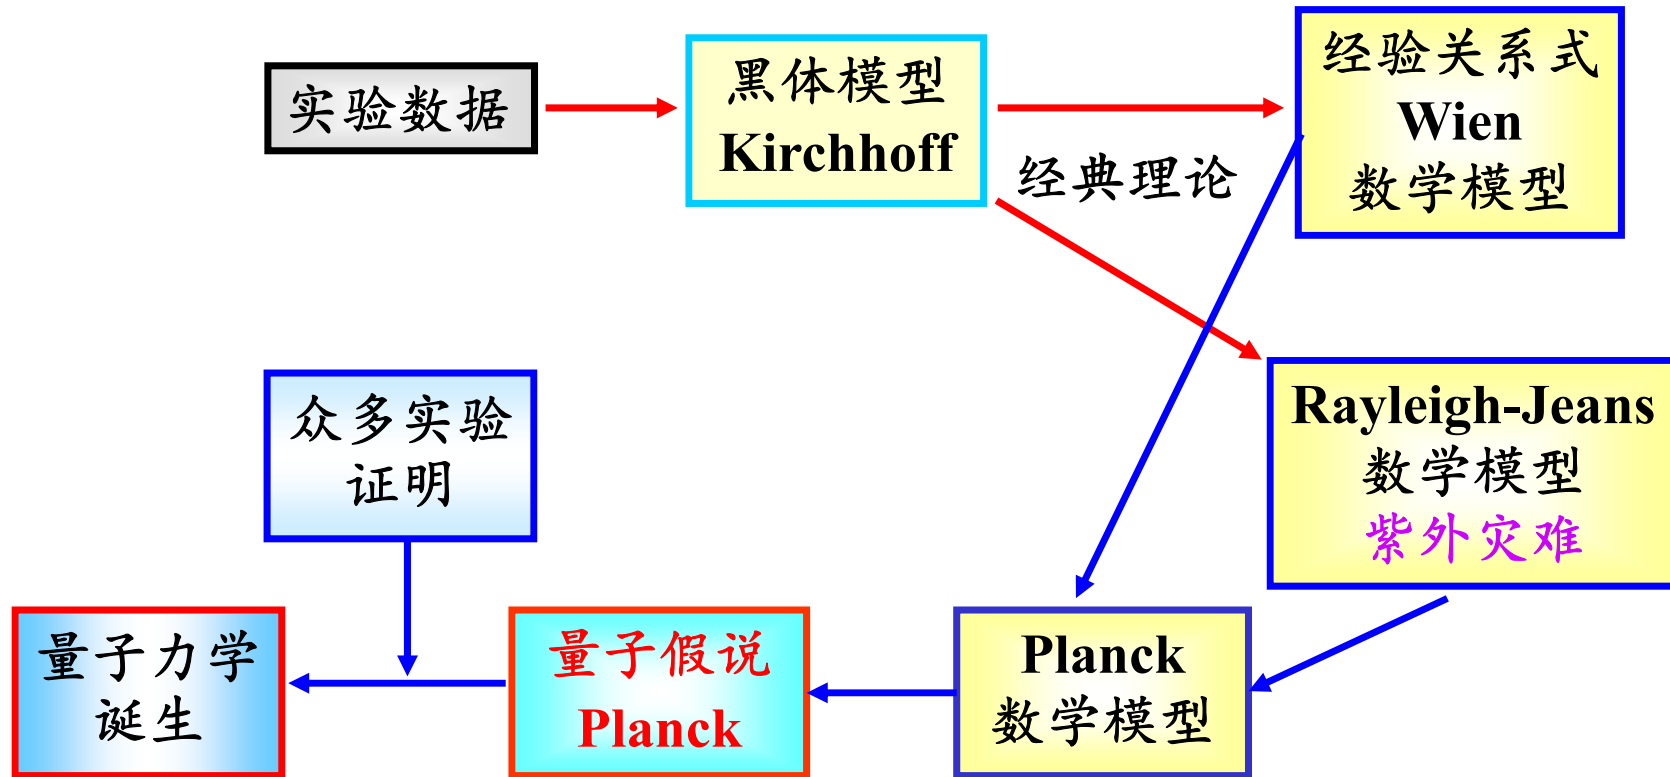 实验数据
黑体模型
Kirchhoff
经典理论
经验关系式
Wien
数学模型
Rayleigh-Jeans
数学模型
紫外灾难
众多实验
证明
Planck
数学模型
量子假说
Planck
量子力学
诞生